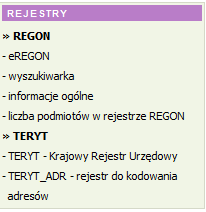 REJESTRY
» REGON
- eREGON
- wyszukiwarka
- informacje ogólne
- liczba podmiotów w rejestrze REGON
» TERYT
- TERYT - Krajowy Rejestr Urzędowy
- TERYT_ADR - rejestr do kodowania
adresów